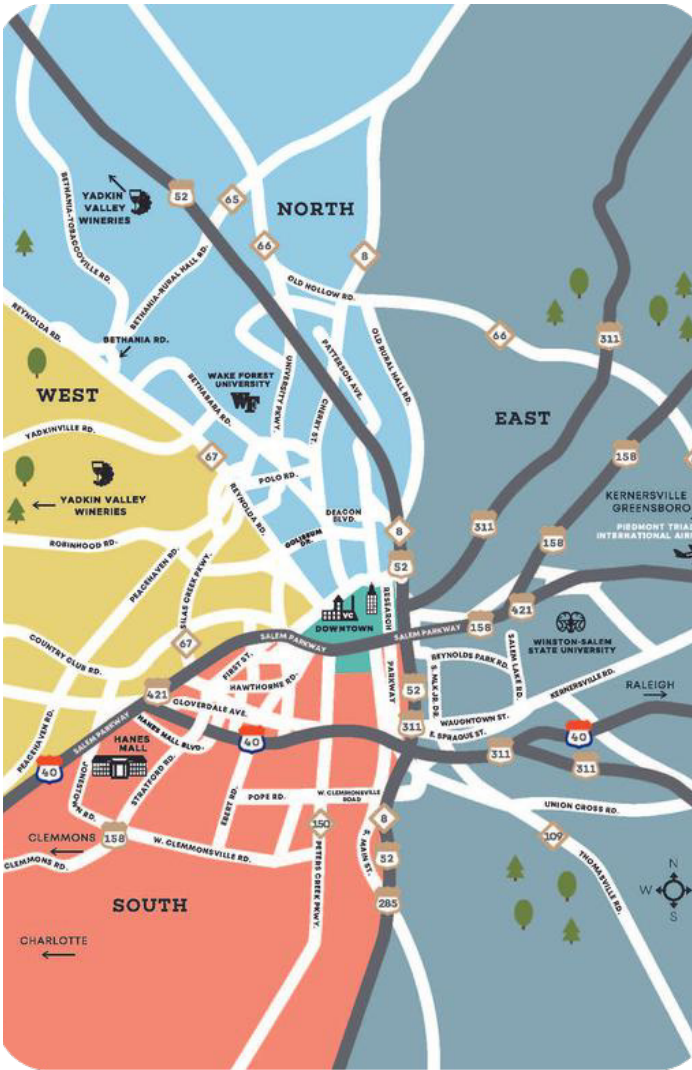 52
65
NORTH
YADKIN
VALLEY
WINERIES
BETHANIA-TOBACCOVILLE RD.
66
8
BETHANIA-RURAL HALL RD.
OLD HOLLOW RD.
REYNOLDA RD.
BETHANIA RD.
66
311
PATTERSON AVE.
OLD RURAL HALL RD.
WAKE FOREST
UNIVERSITY
WF
UNIVERSITY PKWY.
BETHABARA RD.
CHERRY ST.
WEST
EAST
YADKINVILLE RD.
67
158
POLO RD.
YADKIN VALLEY
WINERIES
REYNOLDA RD.
KERNERSVILLE
GREENSBORO
DEACON
BLVD.
311
PIEDMONT TRIA
INTERNATIONAL AIR
8
COLISEUM
DR.
158
ROBINHOOD RD.
52
PEACEHAVEN RD.
SILAS CREEK PKWY.
RESEARCH
PARKWAY
VC
DOWNTOWN
421
SALEM PARKWAY
SALEM PARKWAY
158
WINSTON-SALEM
STATE UNIVERSITY
67
COUNTRY CLUB RD.
FIRST ST.
REYNOLDS PARK RD.
SALEM LAKE RD.
S. MLK JR. DR.
HAWTHORNE RD.
KERNERSVILLE RD.
RALEIGH
421
52
CLOVERDALE AVE.
PEACEHAVEN RD.
SALEM PARKWAY
HANES MALL BLVD.
311
WAUGHTOWN ST.
E. SPRAGUE ST.
40
40
311
311
HANES
MALL
40
JONESTOWN RD.
STRATFORD RD.
EBERT RD.
POPE RD.
W. CLEMMONSVILLE
ROAD
UNION CROSS RD.
CLEMMONS
158
150
8
109
W. CLEMMONSVILLE RD.
CLEMMONS RD.
S. MAIN ST.
52
PETERS CREEK PKWY.
THOMASVILLE RD.
285
SOUTH
N
W
S
CHARLOTTE